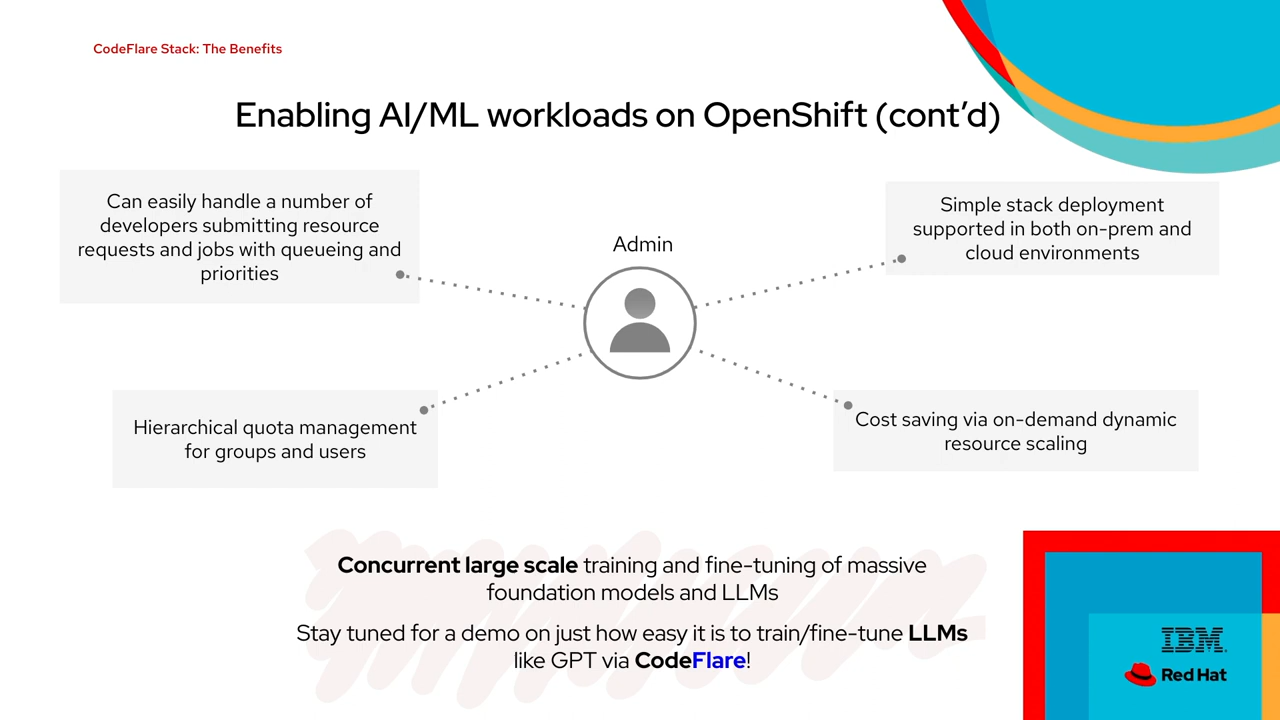 CodeFlare Stack: The Benefits
Enabling AI/ML workloads on OpenShift (cont’d)
Can easily handle a number of
developers submitting resource
requests and jobs with queueing and
priorities
Admin
Simple stack deployment
supported in both on-prem and
cloud environments
Hierarchical quota management
for groups and users
Cost saving via on-demand dynamic
resource scaling
Concurrent large scale training and fine-tuning of massive
foundation models and LLMs
Stay tuned for a demo on just how easy it is to train/fine-tune LLMs
like GPT via CodeFlare!
IBM
Red Hat